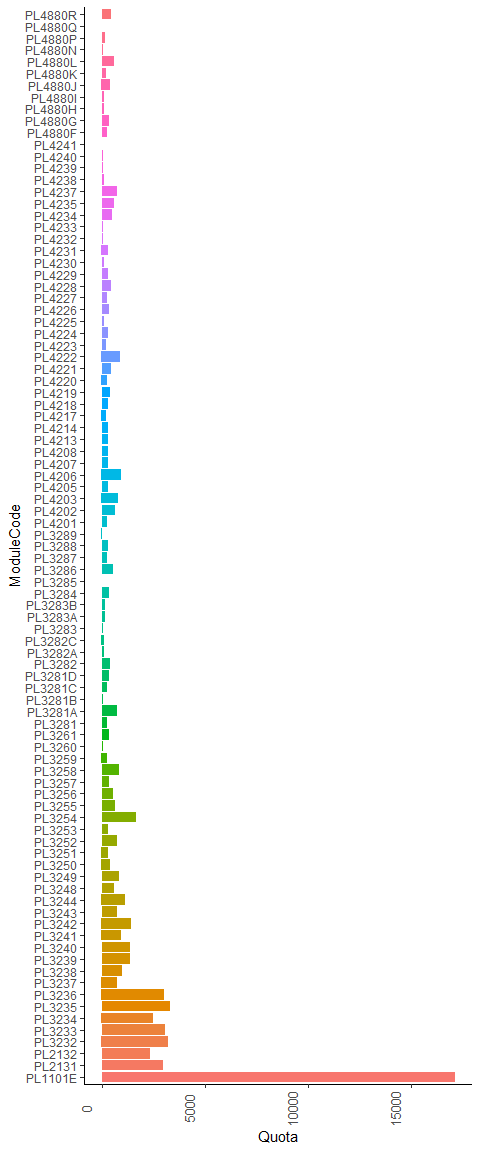 PL4880R
PL4880Q
PL4880P
PL4880N
PL4880L
PL4880K
PL4880J
PL4880I
PL4880H
PL4880G
PL4880F
PL4241
PL4240
PL4239
PL4238
PL4237
PL4235
PL4234
PL4233
PL4232
PL4231
PL4230
PL4229
PL4228
PL4227
PL4226
PL4225
PL4224
PL4223
PL4222
PL4221
PL4220
PL4219
PL4218
PL4217
PL4214
PL4213
PL4208
PL4207
PL4206
PL4205
PL4203
PL4202
PL4201
PL3289
PL3288
PL3287
PL3286
PL3285
PL3284
PL3283B
PL3283A
PL3283
PL3282C
PL3282A
PL3282
PL3281D
PL3281C
PL3281B
PL3281A
PL3281
PL3261
PL3260
PL3259
PL3258
PL3257
PL3256
PL3255
PL3254
PL3253
PL3252
PL3251
PL3250
PL3249
PL3248
PL3244
PL3243
PL3242
PL3241
PL3240
PL3239
PL3238
PL3237
PL3236
PL3235
PL3234
PL3233
PL3232
PL2132
PL2131
PL1101E
ModuleCode
0
5000
10000
15000
Quota